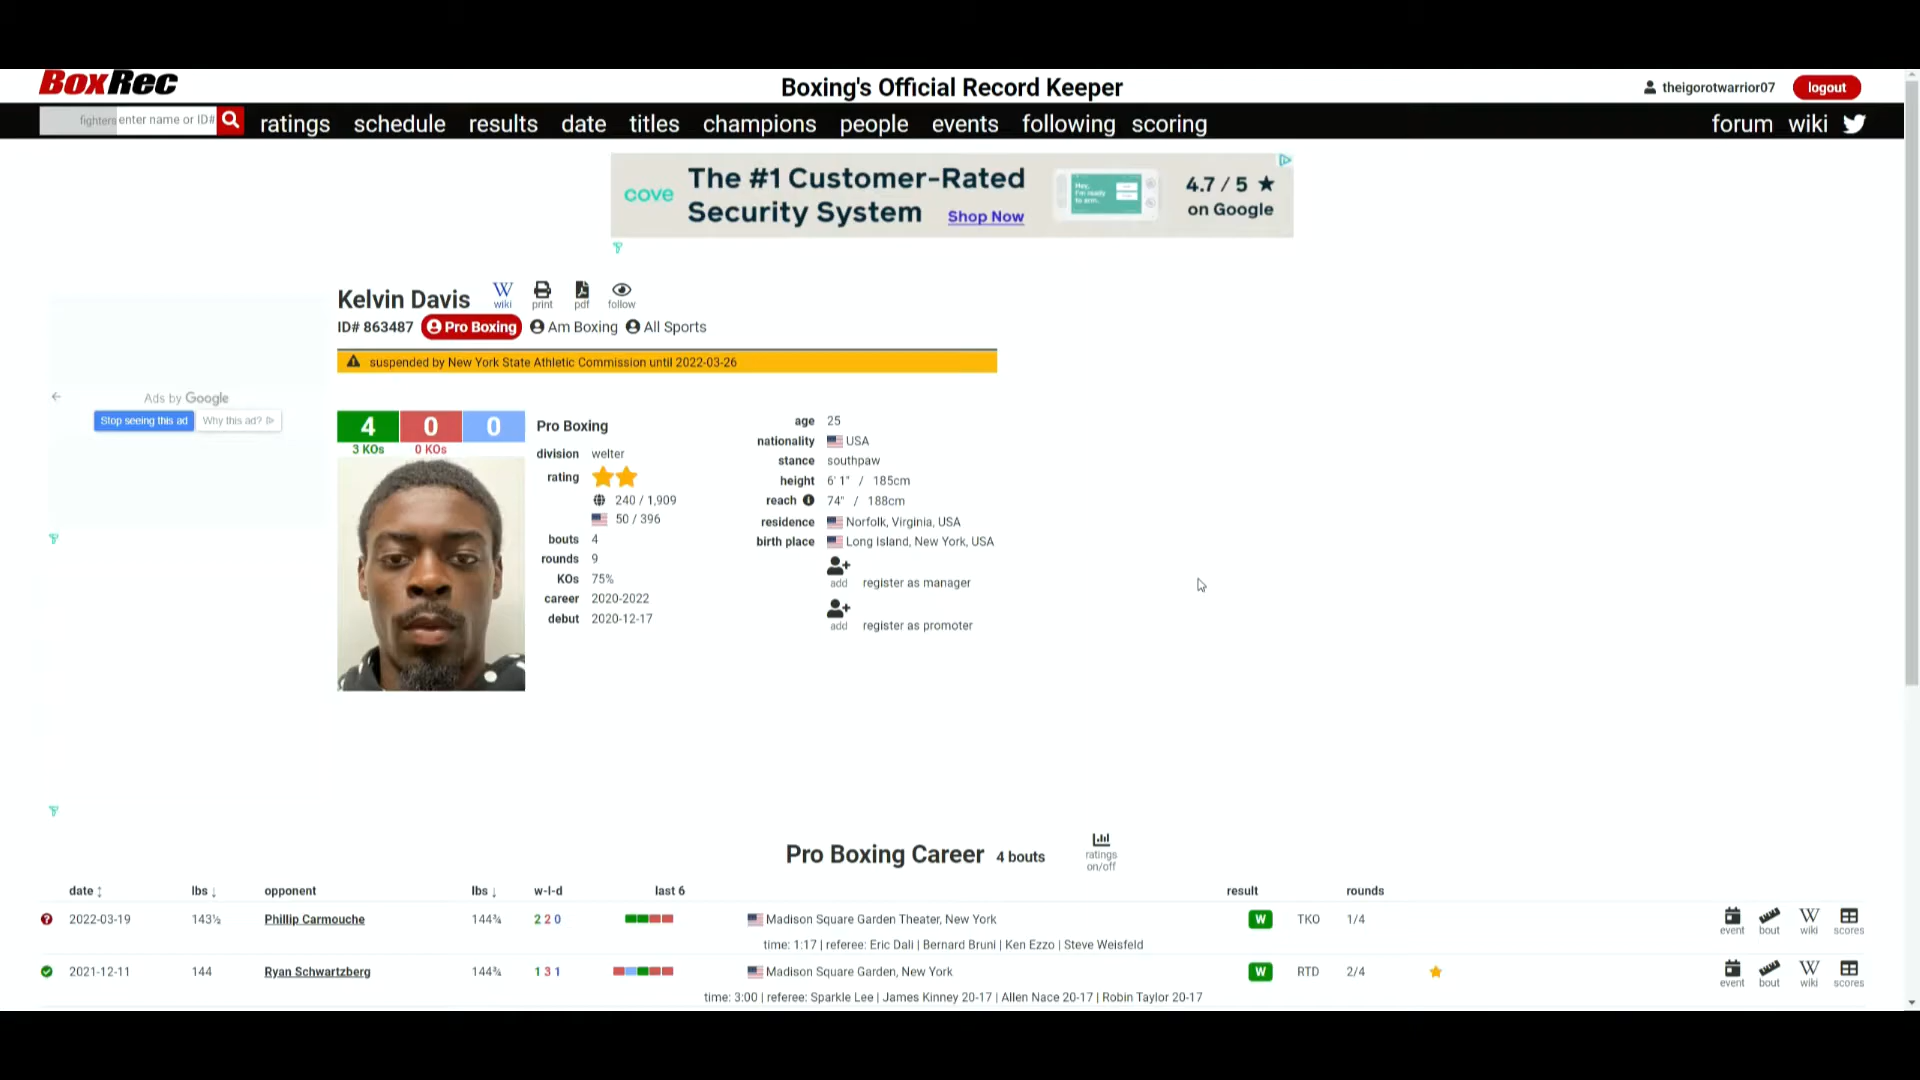 BoxRec
Boxing's Official Record Keeper
theigorotwarrior07
logout
fighters
enter name or ID#
ratings schedule results date titles champions people events following scoring
forum wiki
cove
The #1 Customer-Rated
Security System
Shop Now
Hey,
I'm ready
to arm.
4.7 / 5 ★
on Google
Kelvin Davis
wiki print pdf follow
ID# 863487 Pro Boxing Am Boxing All Sports
suspended by New York State Athletic Commission until 2022-03-26
Ads by Google
Stop seeing this ad
Why this ad?
4 0 0
3 KOs 0 KOs
Pro Boxing
division welter
rating
240 / 1,909
50 / 396
bouts 4
rounds 9
KOs 75%
career 2020-2022
debut 2020-12-17
age 25
nationality USA
stance southpaw
height 6' 1" / 185cm
reach 74" / 188cm
residence Norfolk, Virginia, USA
birth place Long Island, New York, USA
add register as manager
add register as promoter
Pro Boxing Career 4 bouts
ratings
on/off
date lbs opponent lbs w-l-d last 6 result rounds
2022-03-19 143½ Phillip Carmouche 144¾ 2 2 0 Madison Square Garden Theater, New York W TKO 1/4
event bout wiki scores
time: 1:17 | referee: Eric Dali | Bernard Bruni | Ken Ezzo | Steve Weisfeld
2021-12-11 144 Ryan Schwartzberg 144¾ 1 3 1 Madison Square Garden, New York W RTD 2/4
event bout wiki scores
time: 3:00 | referee: Sparkle Lee | James Kinney 20-17 | Allen Nace 20-17 | Robin Taylor 20-17